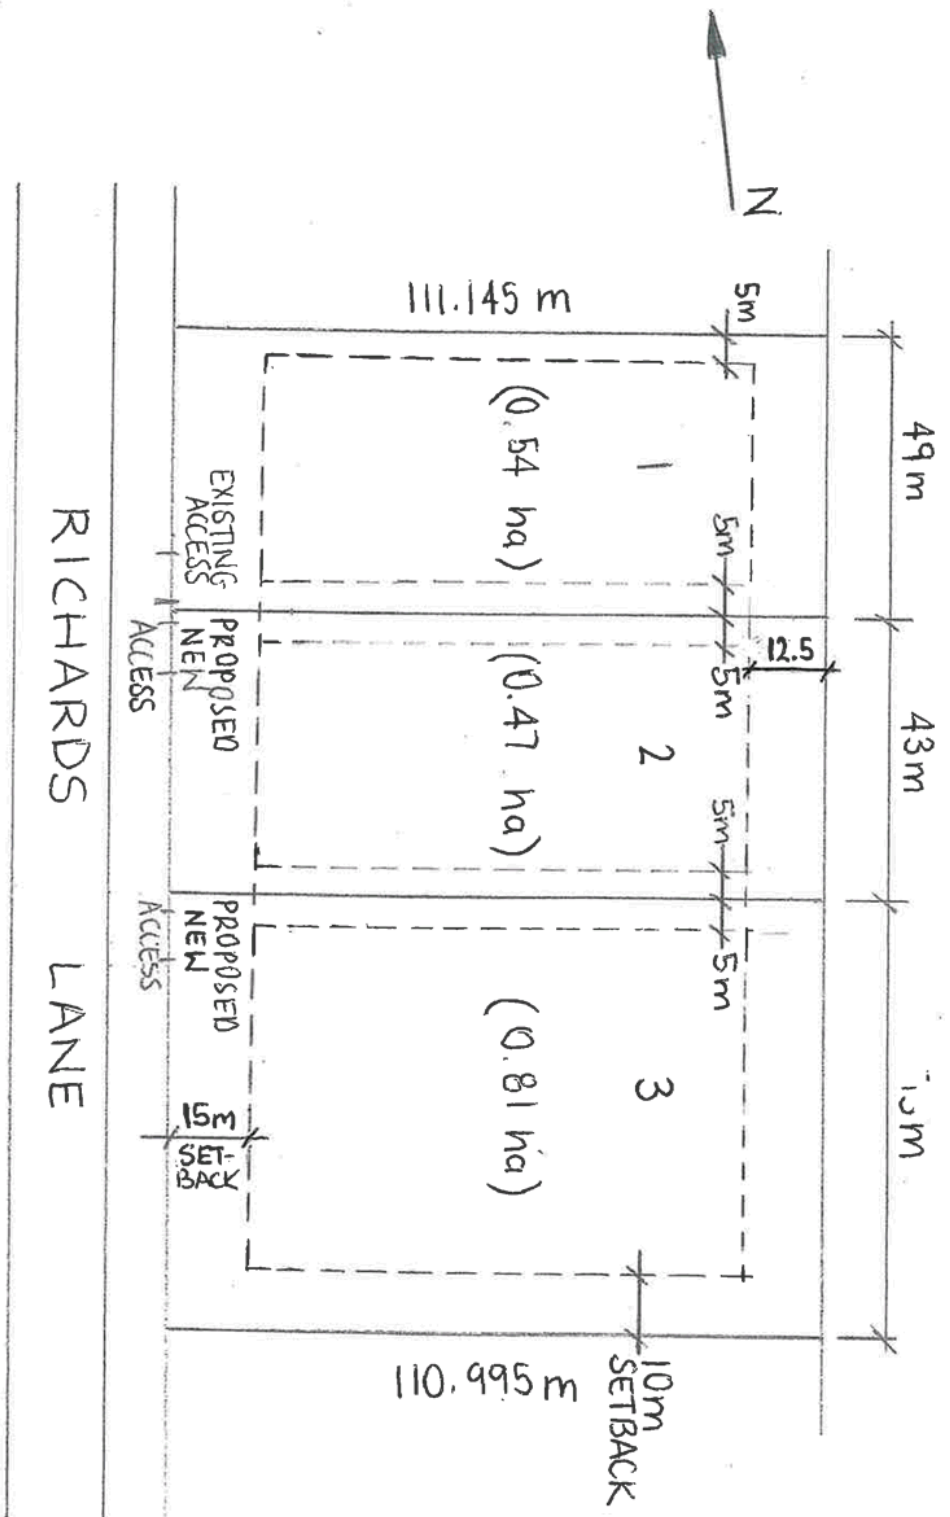 N
111.145 m
5m
49m
1
(0.54 ha)
5m
EXISTING
ACCESS
12.5
5m
43m
2
(0.47 ha)
PROPOSED
NEW
ACCESS
5m
5m
3
(0.81 ha)
PROPOSED
NEW
ACCESS
15m
SET-
BACK
10m
SETBACK
110.995m
RICHARDS LANE